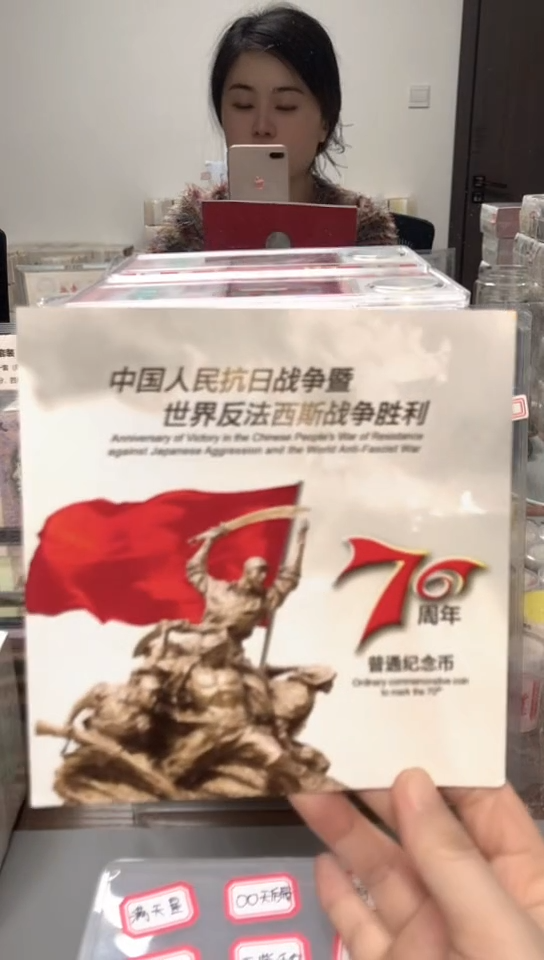 中国人民抗日战争暨
世界反法西斯战争胜利
Anniversary of Victory in the Chinese People's War of Resistance
against Japanese Aggression and the World Anti-Fascist War
70
周年
普通纪念币
Ordinary commemorative coin
to mark the 70th
满天星